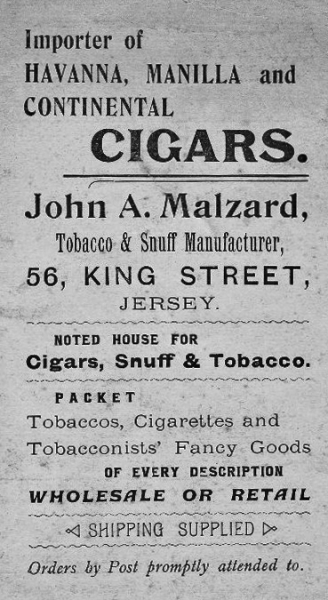 Importer of
HAVANNA, MANILLA and
CONTINENTAL
CIGARS.
John A. Malzard,
Tobacco & Snuff Manufacturer,
56, KING STREET,
JERSEY.
NOTED HOUSE FOR
Cigars, Snuff & Tobacco.
PACKET
Tobaccos, Cigarettes and
Tobacconists' Fancy Goods
OF EVERY DESCRIPTION
WHOLESALE OR RETAIL
SHIPPING SUPPLIED
Orders by Post promptly attended to.